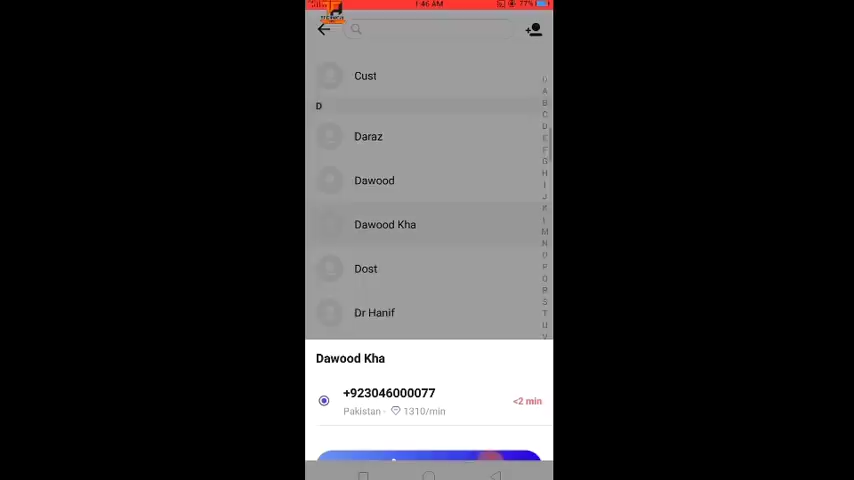 1:46 AM
77%
Cust
D
Daraz
Dawood
Dawood Kha
Dost
Dr Hanif
A
B
C
D
E
F
G
H
I
J
K
M
N
P
Q
R
S
T
U
V
Dawood Kha
+923046000077
Pakistan · 1310/min
<2 min